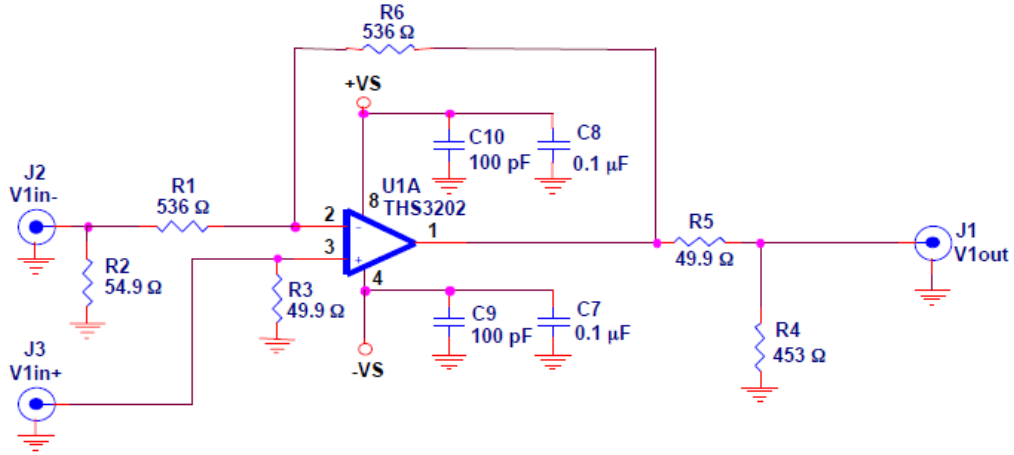 R6
536 Ω
+VS
C10
100 pF
C8
0.1 µF
J2
V1in-
R1
536 Ω
U1A
THS3202
8
2
-
1
3
+
4
R5
49.9 Ω
J1
V1out
R2
54.9 Ω
R3
49.9 Ω
C9
100 pF
C7
0.1 µF
R4
453 Ω
J3
V1in+
-VS